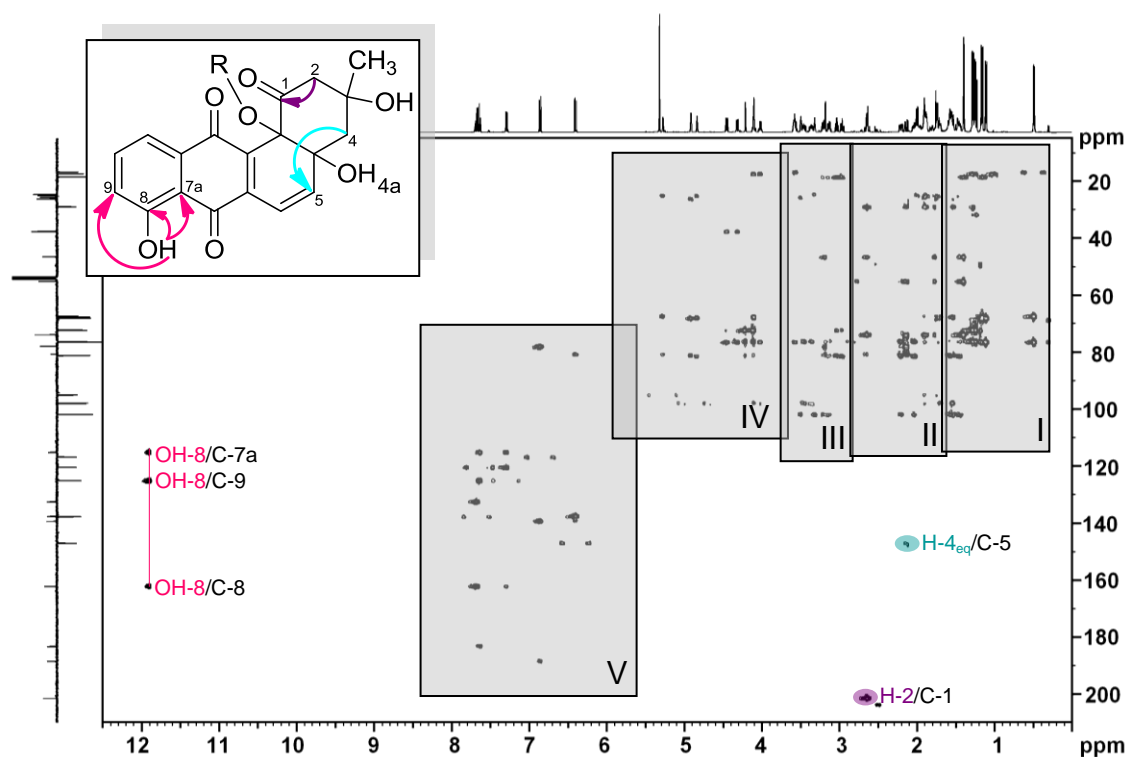 R
O
1
2
CH3
OH
O
O
4
OH
4a
5
9
8
7a
OH
O
ppm
20
40
60
80
100
120
140
160
180
200
IV
III
II
I
V
OH-8/C-7a
OH-8/C-9
OH-8/C-8
H-4eq/C-5
H-2/C-1
12 11 10 9 8 7 6 5 4 3 2 1 ppm